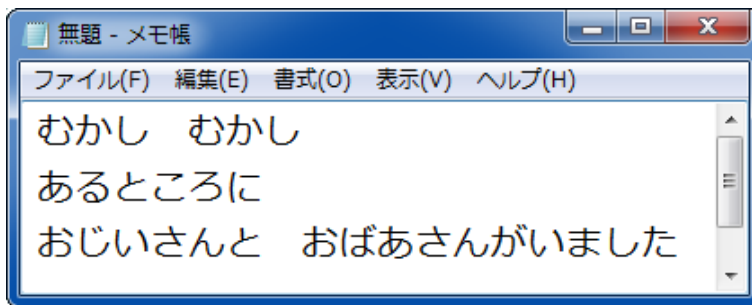 無題 - メモ帳
ファイル(F) 編集(E) 書式(O) 表示(V) ヘルプ(H)
むかし　むかし
あるところに
おじいさんと　おばあさんがいました